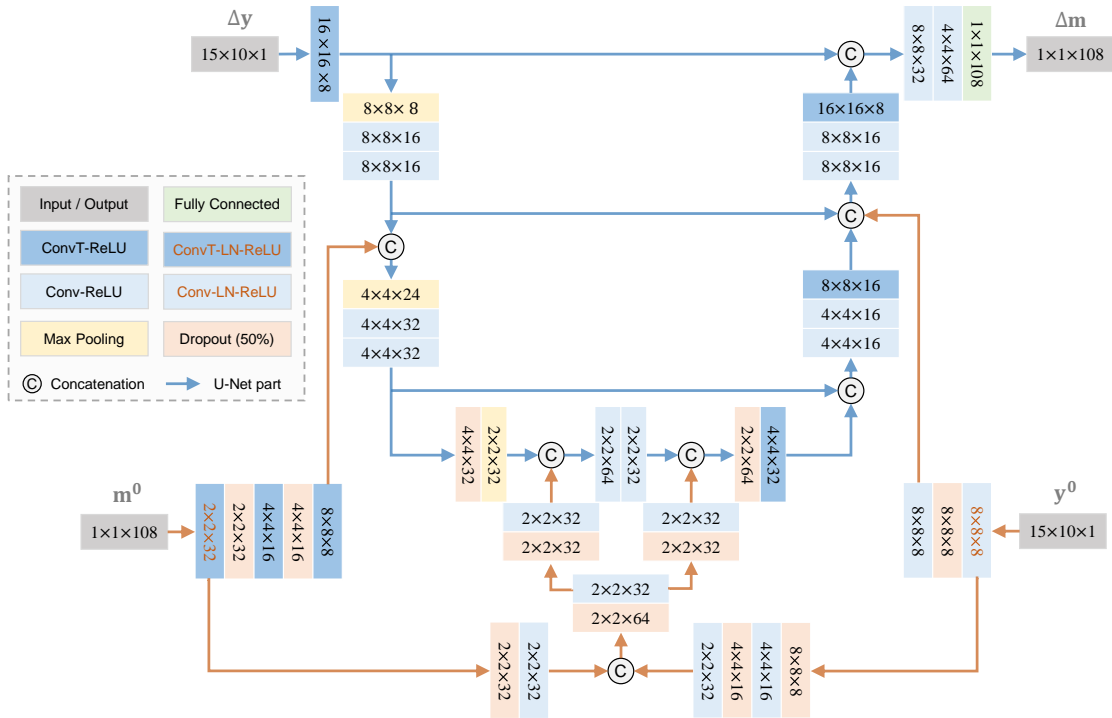 Δy
15×10×1
16×16 ×8
C
8×8×32
4×4×64
1×1×108
Δm
1×1×108
8×8× 8
8×8×16
8×8×16
16×16×8
8×8×16
8×8×16
Input / Output
Fully Connected
ConvT-ReLU
ConvT-LN-ReLU
Conv-ReLU
Conv-LN-ReLU
Max Pooling
Dropout (50%)
C Concatenation
U-Net part
C
C
4×4×24
4×4×32
4×4×32
8×8×16
4×4×16
4×4×16
C
4×4×32
2×2×32
C
2×2×64
2×2×32
C
2×2×64
4×4×32
2×2×32
2×2×32
2×2×32
2×2×32
m⁰
1×1×108
2×2×32
2×2×32
4×4×16
4×4×16
8×8×8
y⁰
15×10×1
8×8×8
8×8×8
8×8×8
2×2×32
2×2×64
2×2×32
2×2×32
C
2×2×32
4×4×16
4×4×16
8×8×8